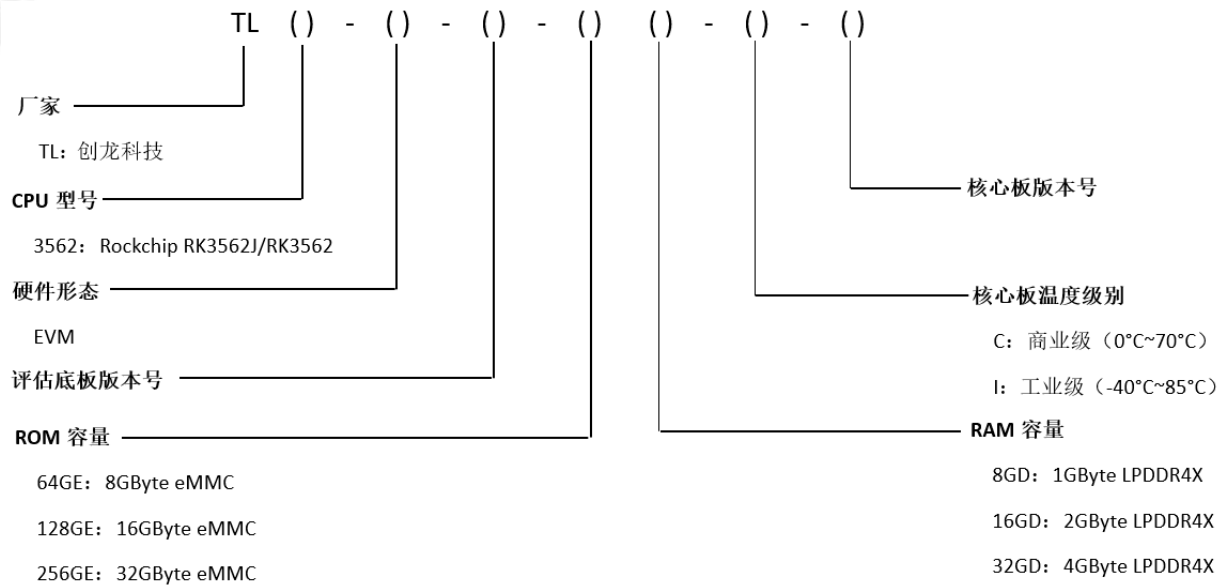 TL () - () - () - () () - () - ()
厂家
TL：创龙科技
CPU 型号
3562：Rockchip RK3562J/RK3562
硬件形态
EVM
评估底板版本号
ROM 容量
64GE：8GByte eMMC
128GE：16GByte eMMC
256GE：32GByte eMMC
核心板版本号
核心板温度级别
C：商业级（0°C~70°C）
I：工业级（-40°C~85°C）
RAM 容量
8GD：1GByte LPDDR4X
16GD：2GByte LPDDR4X
32GD：4GByte LPDDR4X